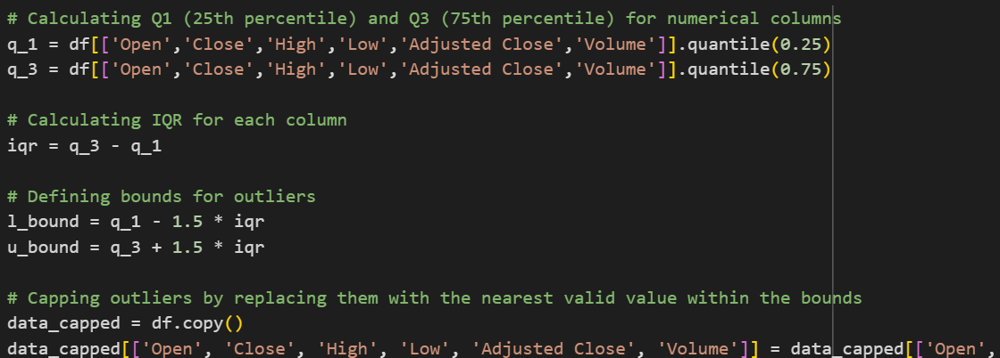 # Calculating Q1 (25th percentile) and Q3 (75th percentile) for numerical columns
q_1 = df[['Open','Close','High','Low','Adjusted Close','Volume']].quantile(0.25)
q_3 = df[['Open','Close','High','Low','Adjusted Close','Volume']].quantile(0.75)
# Calculating IQR for each column
iqr = q_3 - q_1
# Defining bounds for outliers
l_bound = q_1 - 1.5 * iqr
u_bound = q_3 + 1.5 * iqr
# Capping outliers by replacing them with the nearest valid value within the bounds
data_capped = df.copy()
data_capped[['Open', 'Close', 'High', 'Low', 'Adjusted Close', 'Volume']] = data_capped[['Open',